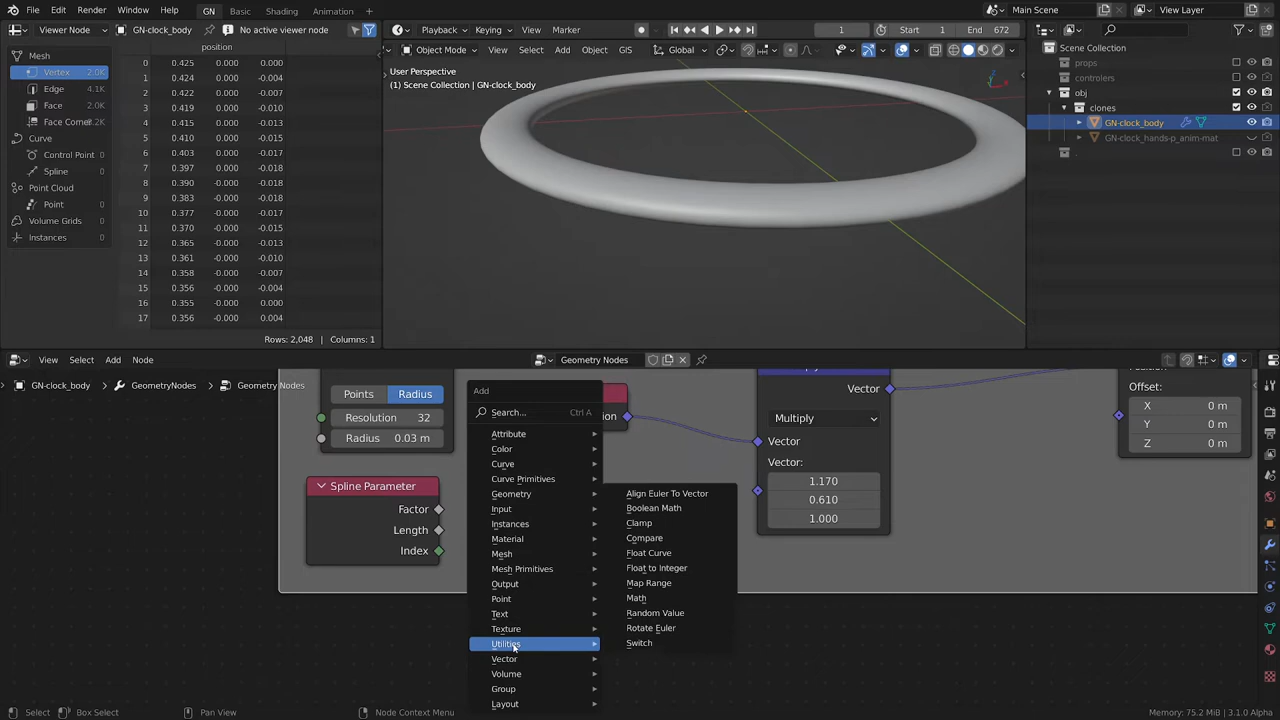 File Edit Render Window Help GN Basic Shading Animation Main Scene View Layer
Viewer Node GN-clock_body No active viewer node
Playback Keying View Marker 1 Start 1 End 672
Object Mode View Select Add Object GIS Global
position
Mesh
Vertex 2.0K
Edge 4.1K
Face 2.0K
Face Corner 8.2K
Curve
Control Point 0
Spline 0
Point Cloud
Point 0
Volume Grids 0
Instances 0
0 0.425 0.000 0.000
1 0.424 0.000 -0.004
2 0.422 0.000 -0.007
3 0.419 -0.000 -0.010
4 0.415 -0.000 -0.013
5 0.410 -0.000 -0.015
6 0.403 -0.000 -0.017
7 0.397 -0.000 -0.018
8 0.390 -0.000 -0.018
9 0.383 -0.000 -0.018
10 0.377 -0.000 -0.017
11 0.370 -0.000 -0.015
12 0.365 -0.000 -0.013
13 0.361 -0.000 -0.010
14 0.358 -0.000 -0.007
15 0.356 -0.000 -0.004
16 0.355 -0.000 0.000
17 0.356 -0.000 0.004
Rows: 2,048 | Columns: 1
User Perspective
(1) Scene Collection | GN-clock_body
Scene Collection
props
controlers
obj
clones
GN-clock_body
GN-clock_hands-p_anim-mat
View Select Add Node Geometry Nodes
GN-clock_body GeometryNodes Geometry Nodes
Points Radius
Resolution 32
Radius 0.03 m
Spline Parameter
Factor
Length
Index
Add
Search... Ctrl A
Attribute
Color
Curve
Curve Primitives
Geometry
Input
Instances
Material
Mesh
Mesh Primitives
Output
Point
Text
Texture
Utilities
Vector
Volume
Group
Layout
Align Euler To Vector
Boolean Math
Clamp
Compare
Float Curve
Float to Integer
Map Range
Math
Random Value
Rotate Euler
Switch
Vector
Multiply
Vector
Vector:
1.170
0.610
1.000
Offset:
X 0 m
Y 0 m
Z 0 m
Select Box Select Pan View Node Context Menu Memory: 75.2 MiB | 3.1.0 Alpha